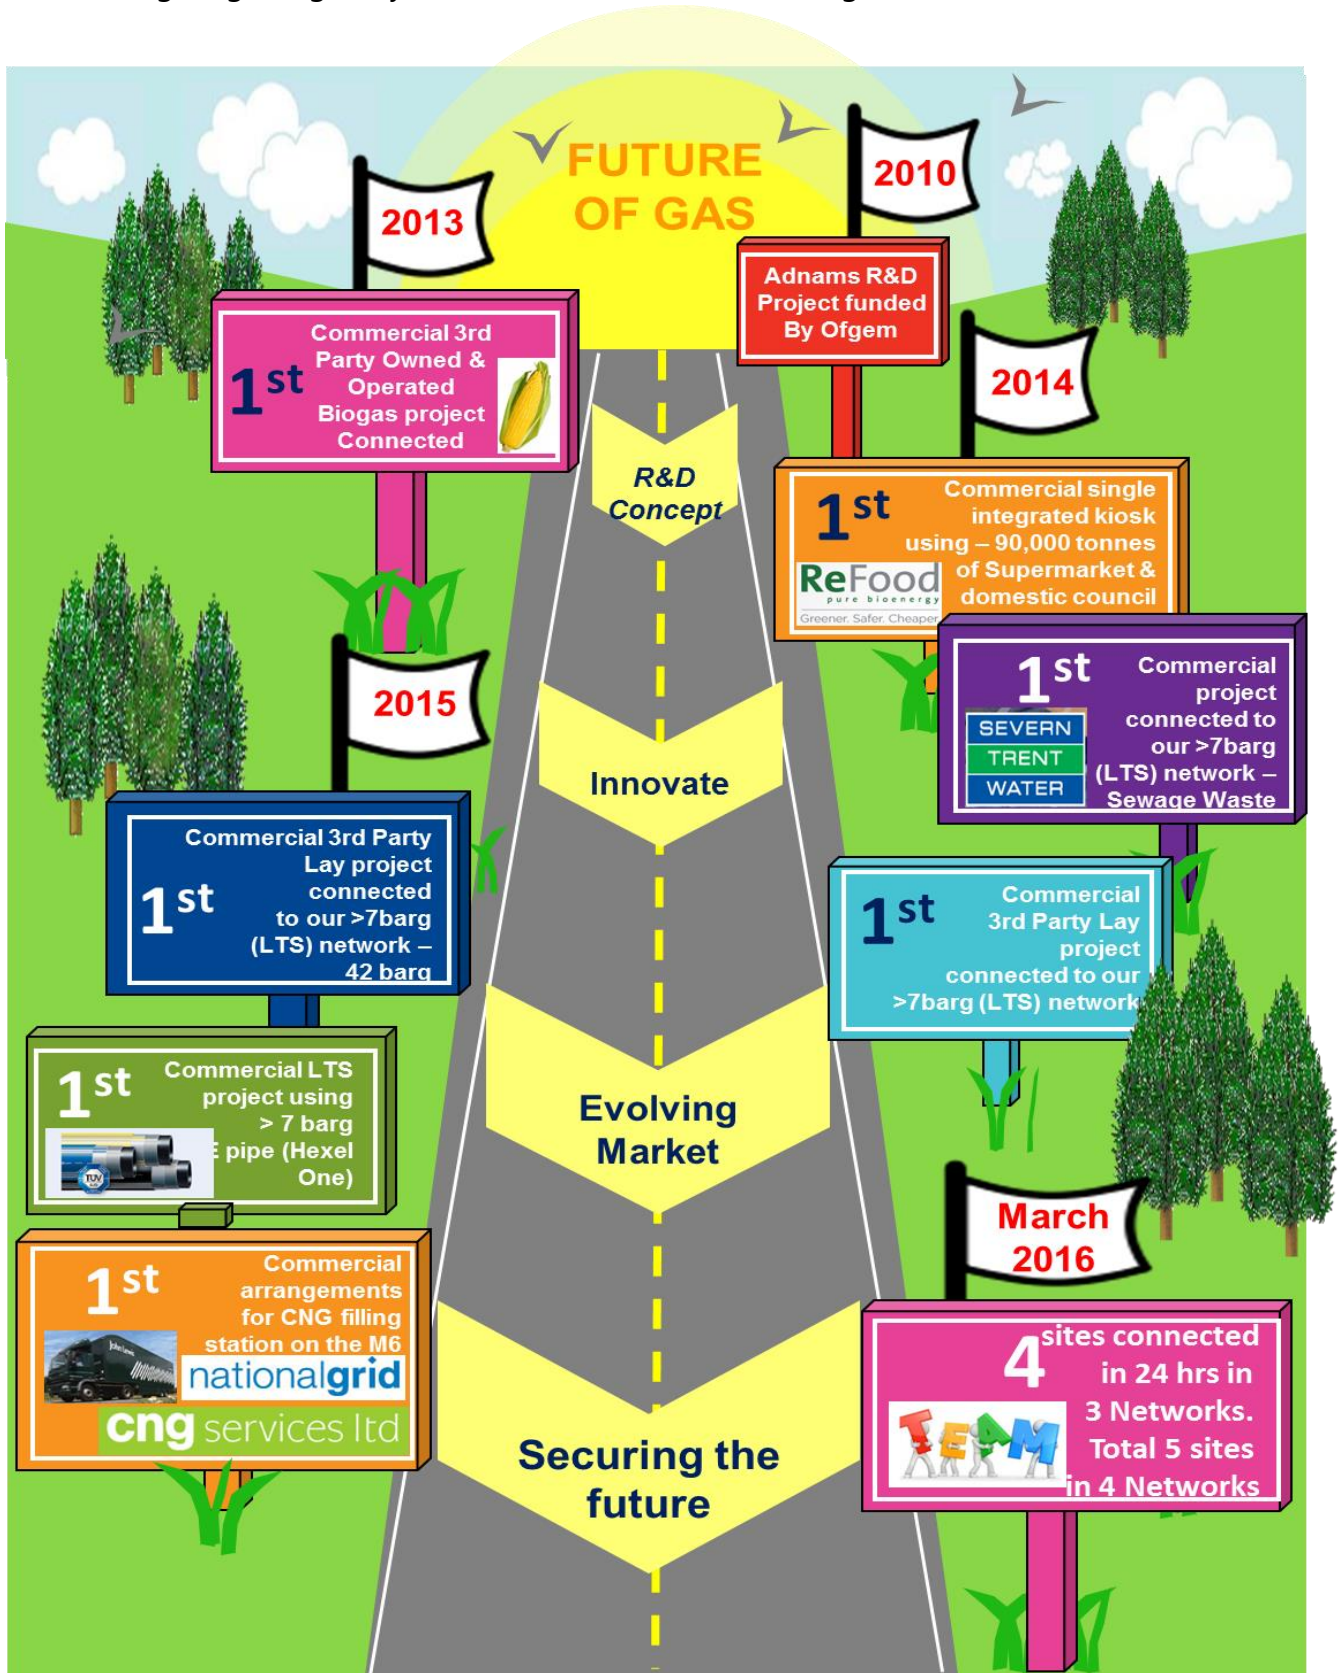 FUTURE
OF GAS
2010
Adnams R&D
Project funded
By Ofgem
2013
1st
Commercial 3rd
Party Owned &
Operated
Biogas project
Connected
R&D
Concept
2014
1st
Commercial single
integrated kiosk
using – 90,000 tonnes
of Supermarket &
domestic council
ReFood
pure bioenergy
Greener. Safer. Cheaper
1st
Commercial
project
connected to
our >7barg
(LTS) network –
Sewage Waste
SEVERN
TRENT
WATER
Innovate
2015
1st
Commercial 3rd Party
Lay project
connected
to our >7barg
(LTS) network –
42 barg
1st
Commercial
3rd Party Lay
project
connected to our
>7barg (LTS) network
1st
Commercial LTS
project using
> 7 barg
E pipe (Hexel
One)
TUV
Evolving
Market
1st
Commercial
arrangements
for CNG filling
station on the M6
John Lewis
nationalgrid
cng services ltd
March
2016
4
sites connected
in 24 hrs in
3 Networks.
Total 5 sites
in 4 Networks
TEAM
Securing the
future